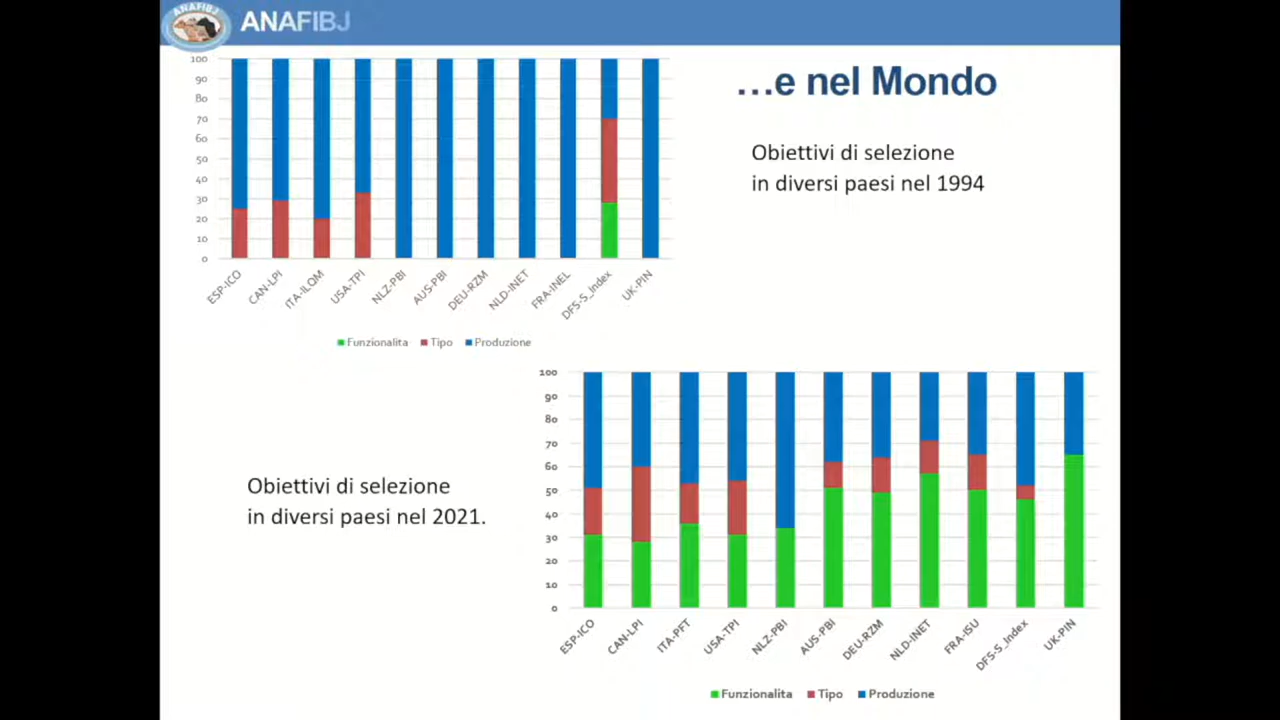 ANAFIBJ
ANAFIBJ
…e nel Mondo
Obiettivi di selezione
in diversi paesi nel 1994
100
90
80
70
60
50
40
30
20
10
0
ESP-ICO
CAN-LPI
ITA-ILQM
USA-TPI
NLZ-PBI
AUS-PBI
DEU-RZM
NLD-INET
FRA-INEL
DFS-S_Index
UK-PIN
Funzionalita Tipo Produzione
Obiettivi di selezione
in diversi paesi nel 2021.
100
90
80
70
60
50
40
30
20
10
0
ESP-ICO
CAN-LPI
ITA-PFT
USA-TPI
NLZ-PBI
AUS-PBI
DEU-RZM
NLD-INET
FRA-ISU
DFS-S_Index
UK-PIN
Funzionalita Tipo Produzione